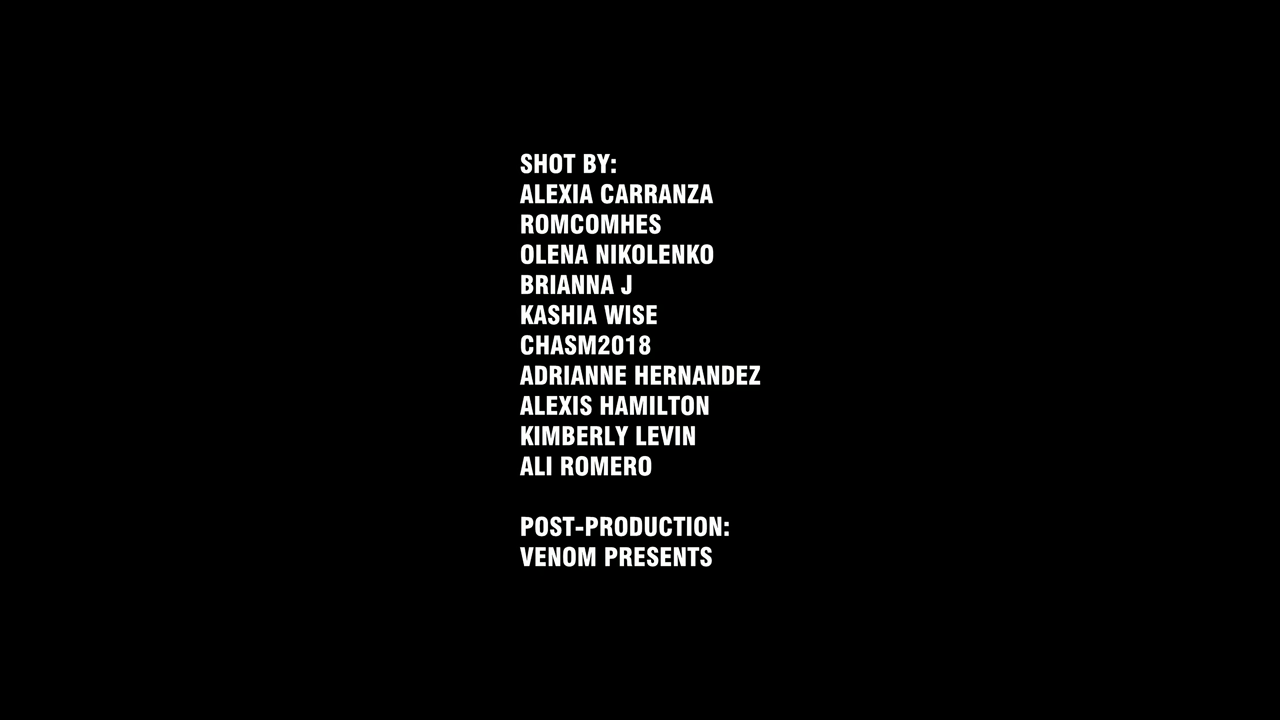 SHOT BY:
ALEXIA CARRANZA
ROMCOMHES
OLENA NIKOLENKO
BRIANNA J
KASHIA WISE
CHASM2018
ADRIANNE HERNANDEZ
ALEXIS HAMILTON
KIMBERLY LEVIN
ALI ROMERO
POST-PRODUCTION:
VENOM PRESENTS